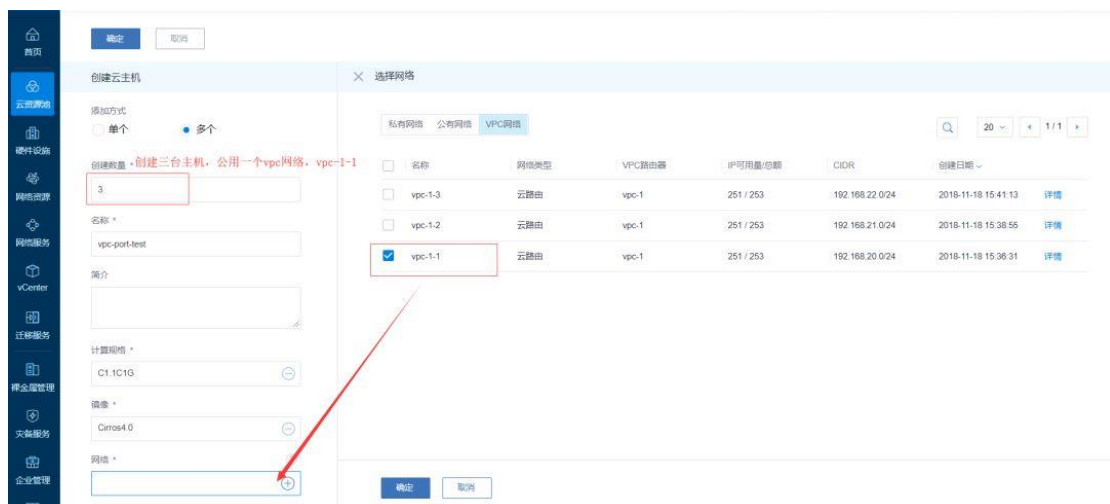 首页
云资源池
硬件设施
网络资源
网络服务
vCenter
迁移服务
裸金属管理
灾备服务
企业管理
确定 取消
创建云主机
添加方式
单个 多个
创建数量 * 创建三台主机，公用一个vpc网络，vpc-1-1
3
名称 *
vpc-port-test
简介
计算规格 *
C1.1C1G
镜像 *
Cirros4.0
网络 *
选择网络
私有网络 公有网络 VPC网络
20 1 / 1
名称 网络类型 VPC路由器 IP可用量/总额 CIDR 创建日期
vpc-1-3 云路由 vpc-1 251 / 253 192.168.22.0/24 2018-11-18 15:41:13 详情
vpc-1-2 云路由 vpc-1 251 / 253 192.168.21.0/24 2018-11-18 15:38:55 详情
vpc-1-1 云路由 vpc-1 251 / 253 192.168.20.0/24 2018-11-18 15:36:31 详情
确定 取消